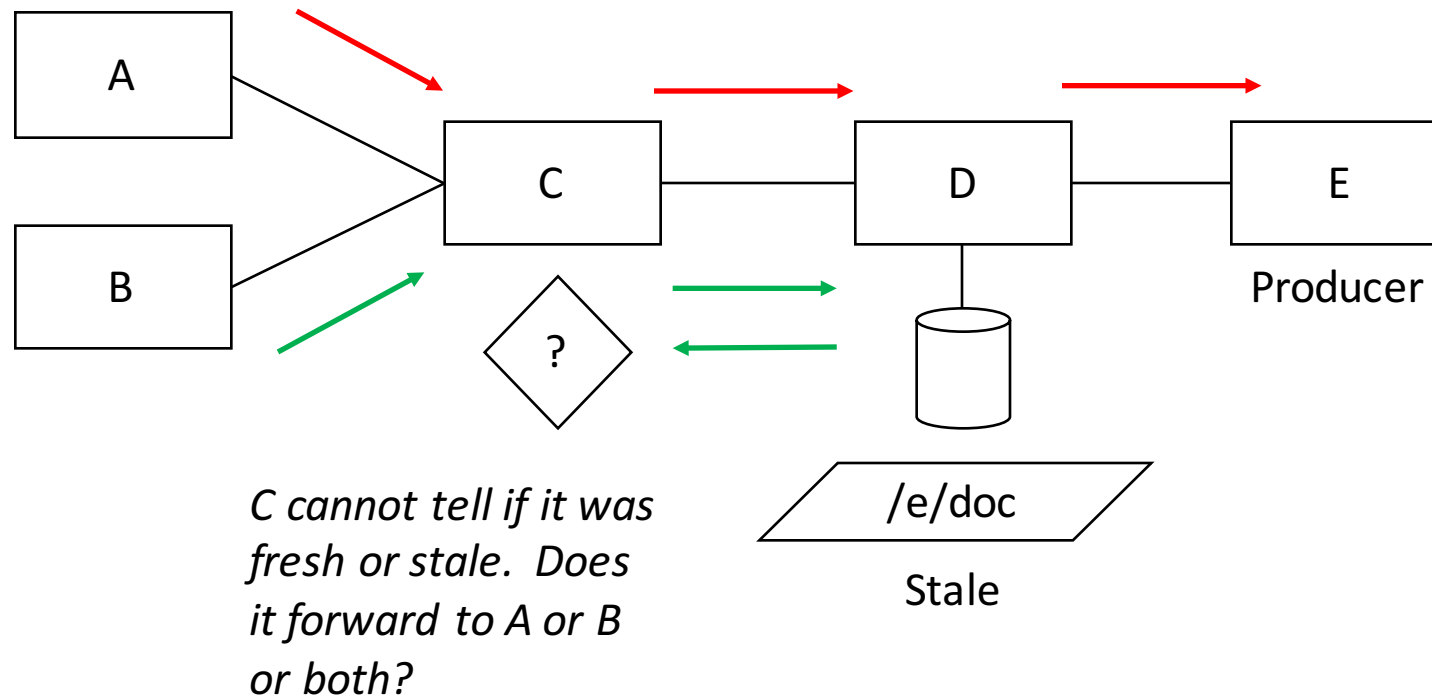 A
C
D
E
B
Producer
?
/e/doc
C cannot tell if it was
fresh or stale.  Does
it forward to A or B
or both?
Stale